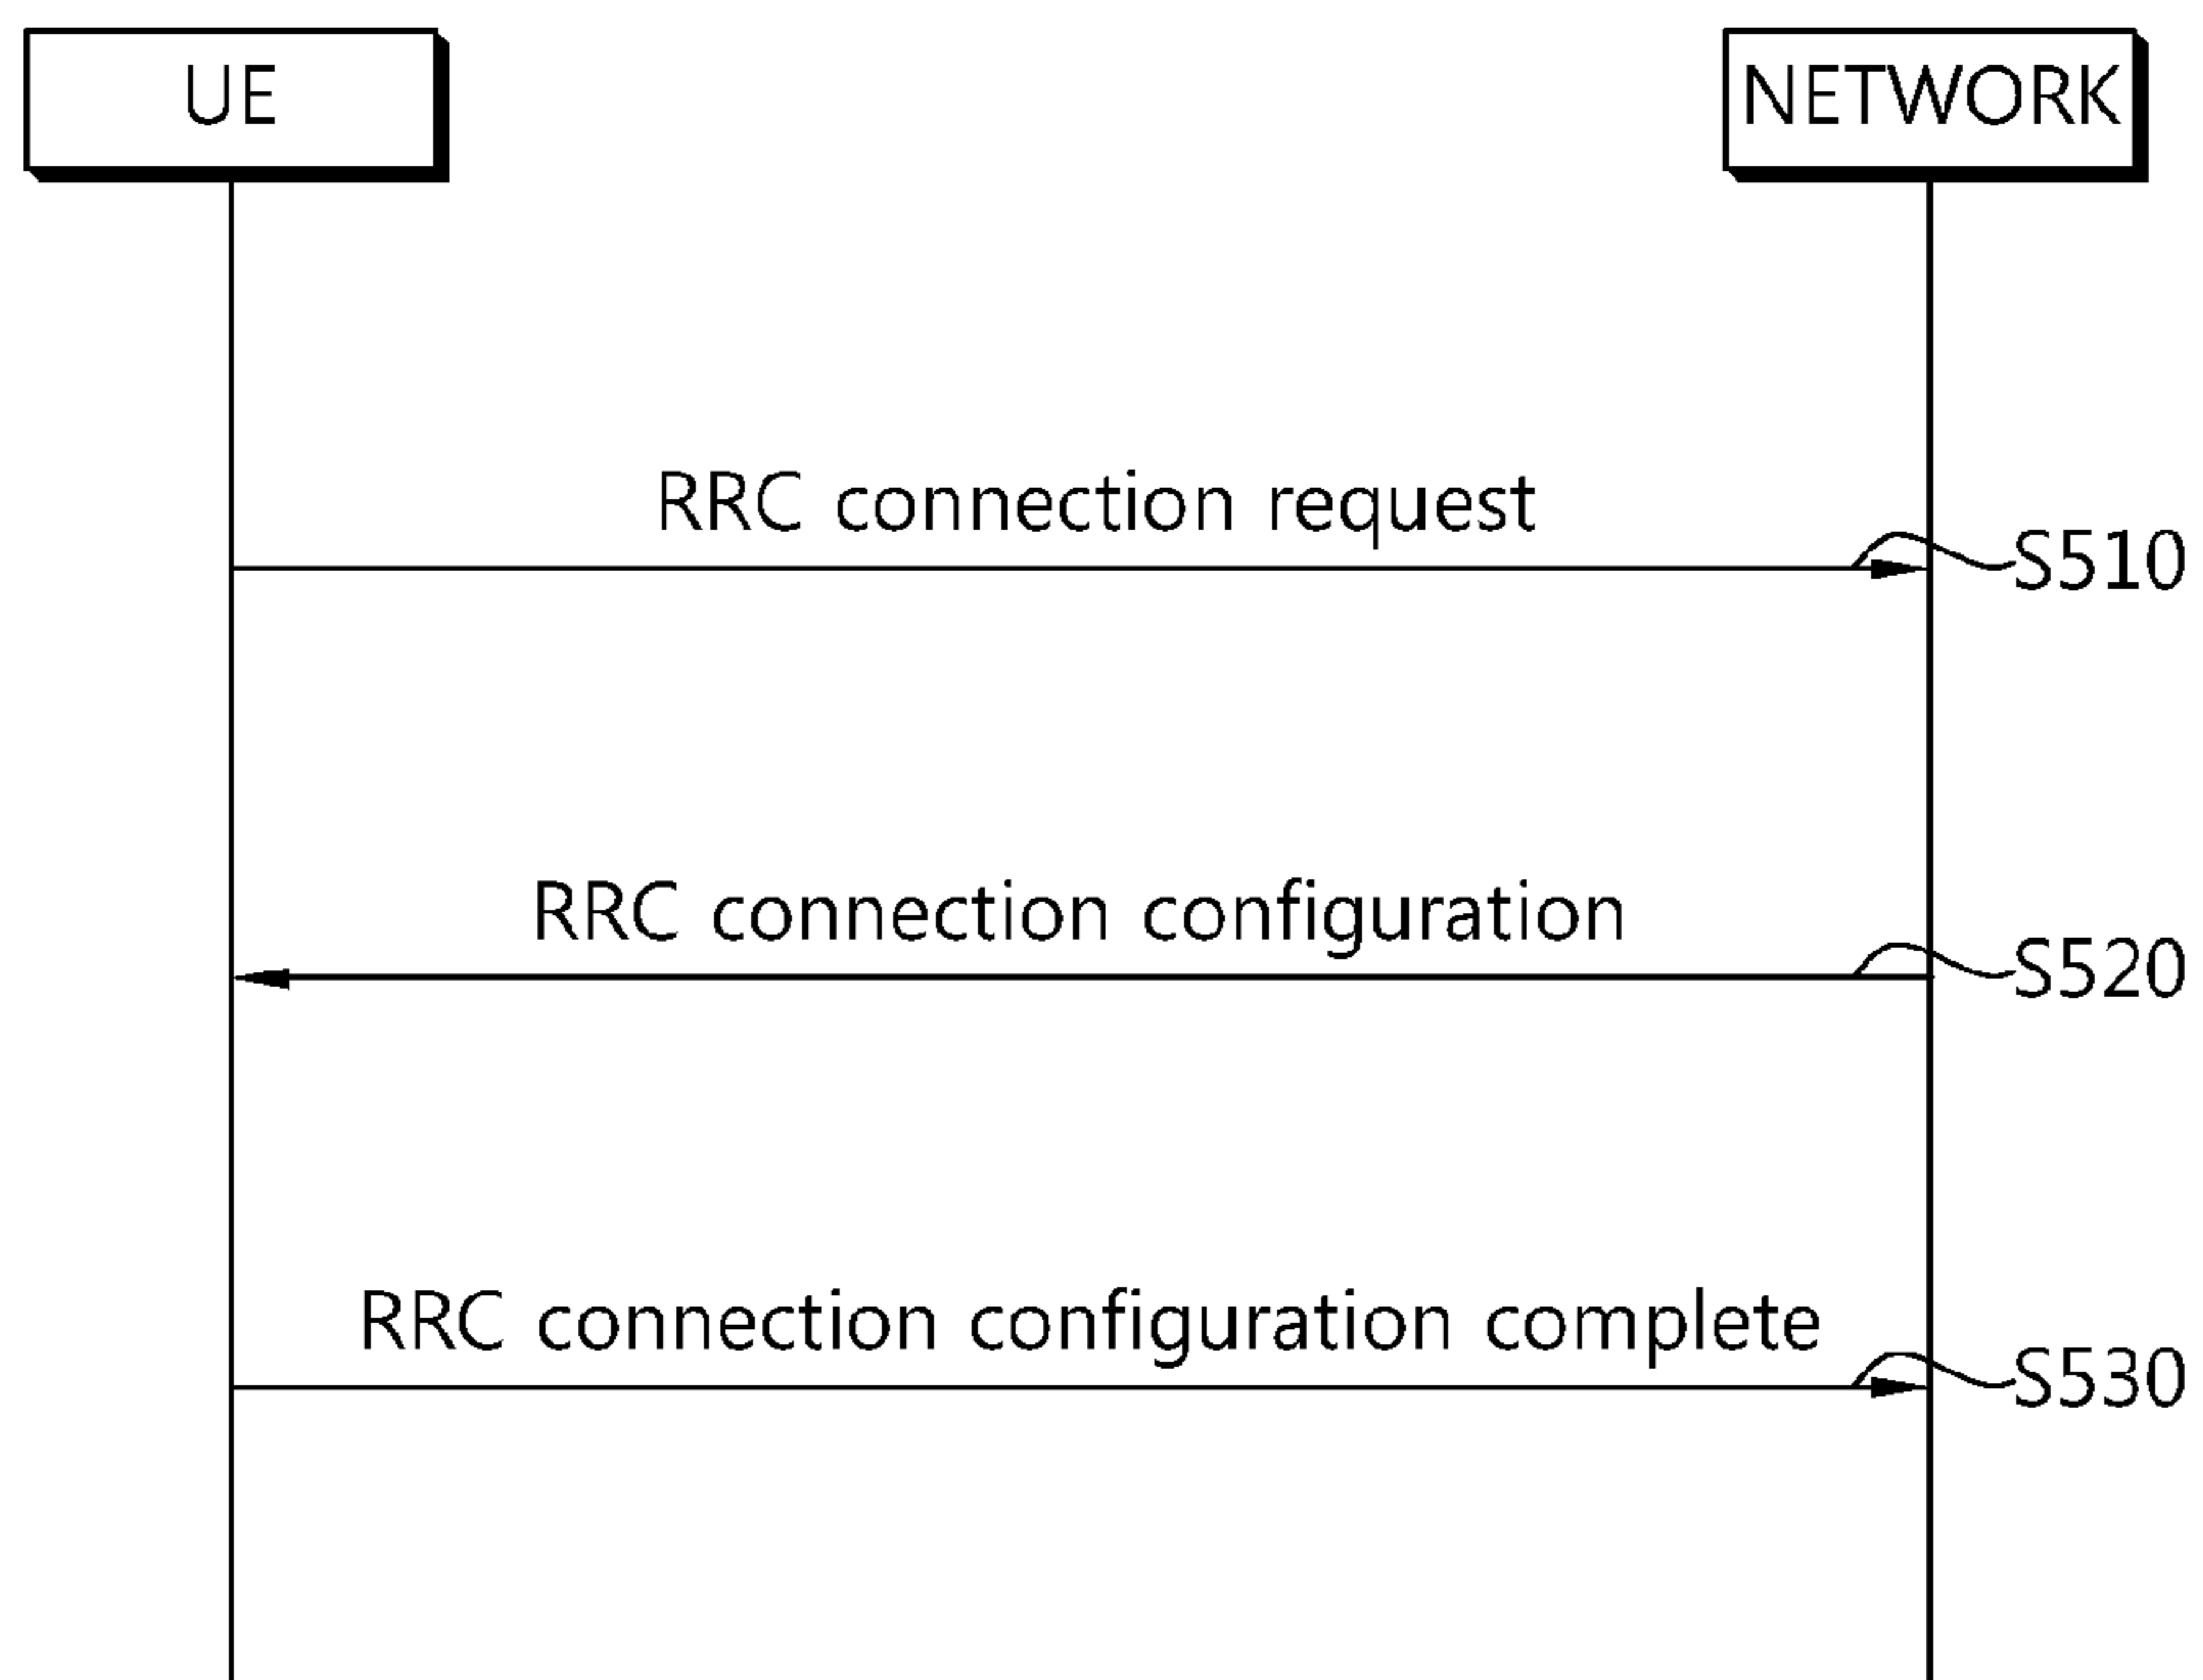 UE
NETWORK
RRC connection request
S510
RRC connection configuration
S520
RRC connection configuration complete
S530